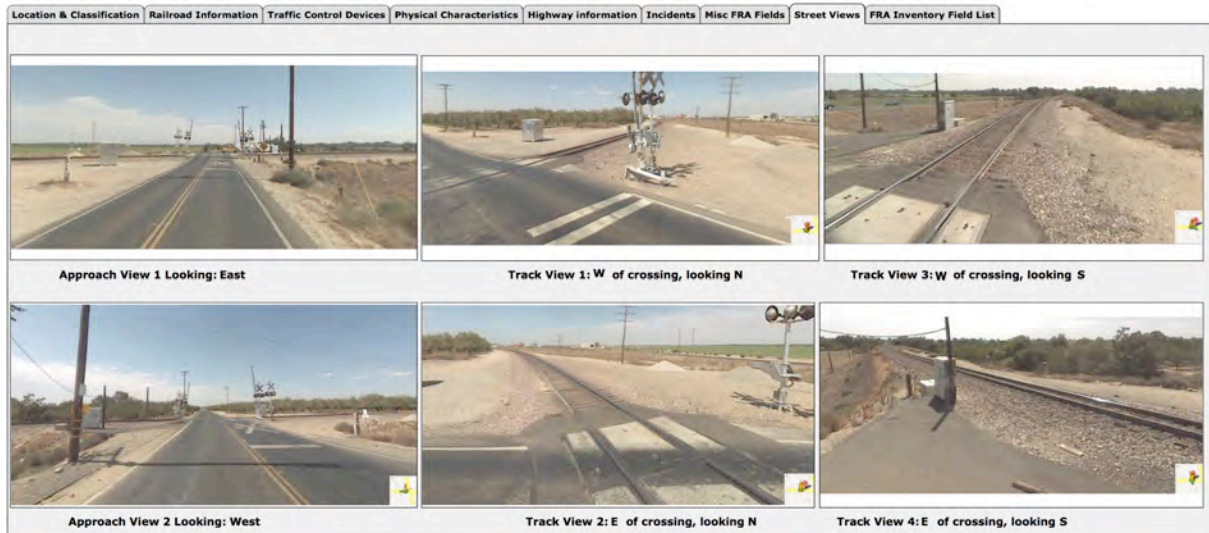 Location & Classification Railroad Information Traffic Control Devices Physical Characteristics Highway information Incidents Misc FRA Fields Street Views FRA Inventory Field List
Approach View 1 Looking: East
Track View 1: W of crossing, looking N
Track View 3: W of crossing, looking S
Approach View 2 Looking: West
Track View 2: E of crossing, looking N
Track View 4: E of crossing, looking S